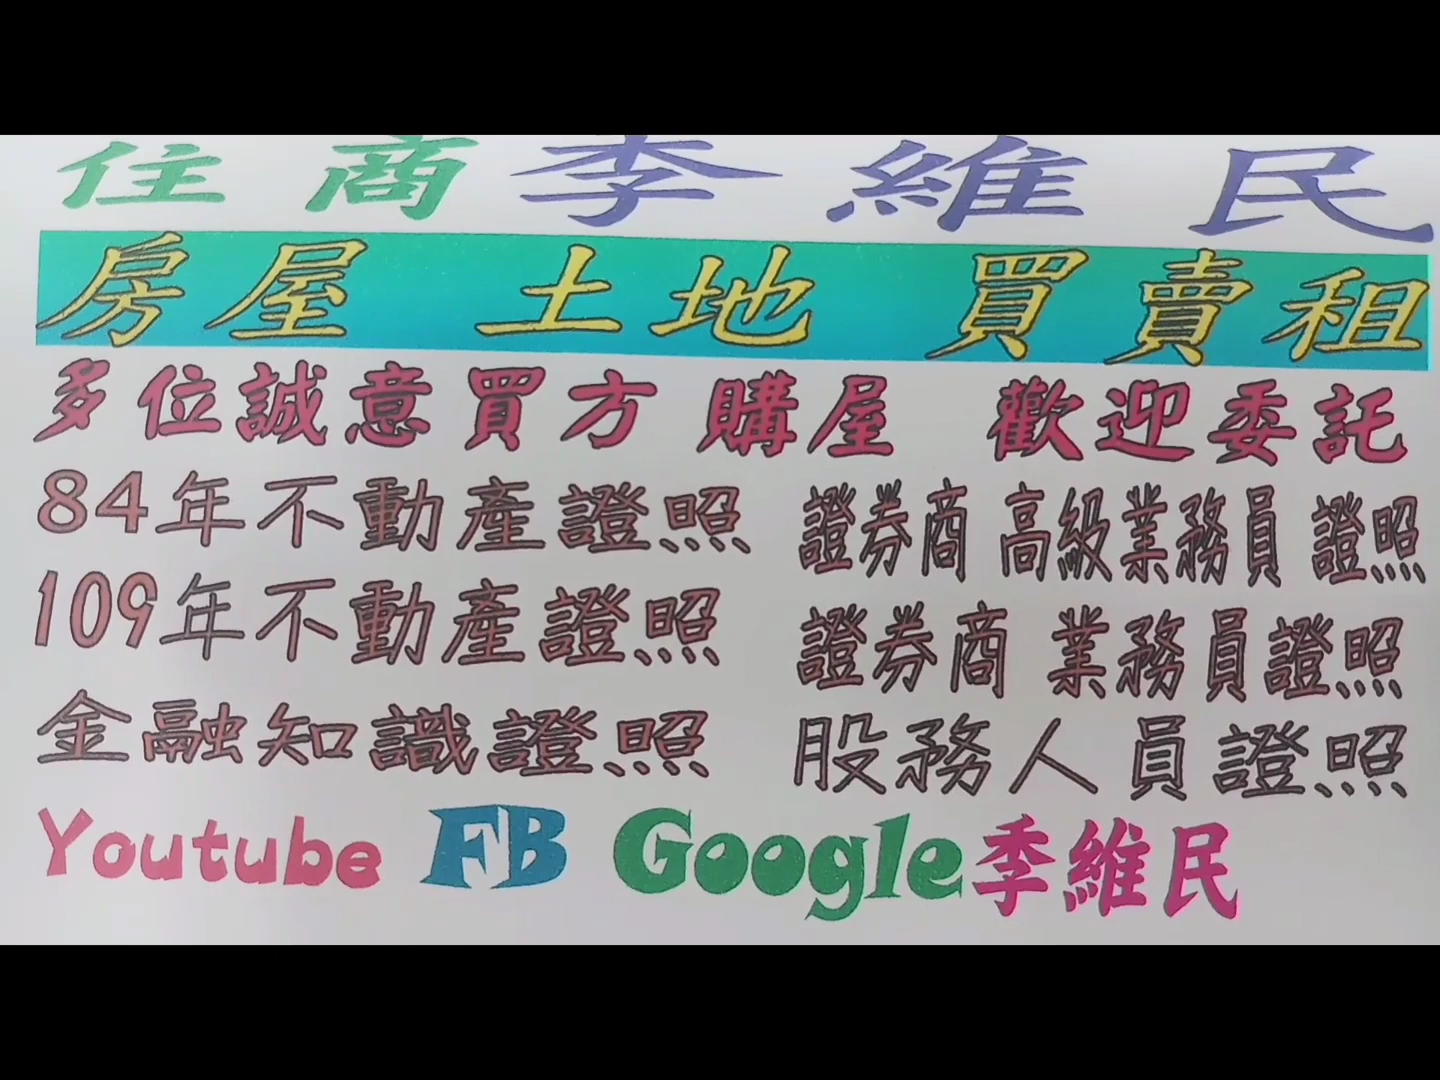 住商李維民
房屋 土地 買賣租
多位誠意買方 購屋 歡迎委託
84年不動產證照 證券商 高級業務員 證照
109年不動產證照 證券商 業務員證照
金融知識證照 股務人員證照
Youtube FB Google李維民